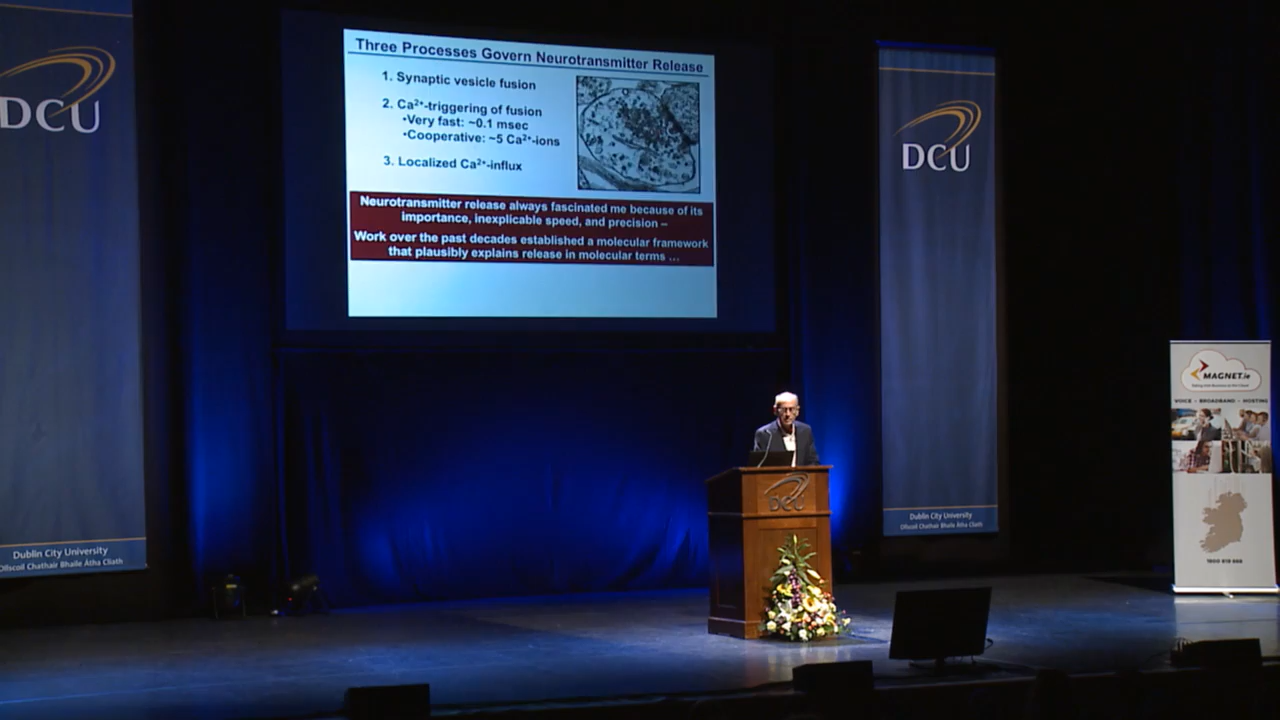 Three Processes Govern Neurotransmitter Release
1. Synaptic vesicle fusion
2. Ca²⁺-triggering of fusion
•Very fast: ~0.1 msec
•Cooperative: ~5 Ca²⁺-ions
3. Localized Ca²⁺-influx
Neurotransmitter release always fascinated me because of its
importance, inexplicable speed, and precision –
Work over the past decades established a molecular framework
that plausibly explains release in molecular terms …
DCU
Dublin City University
Ollscoil Chathair Bhaile Átha Cliath
DCU
Dublin City University
Ollscoil Chathair Bhaile Átha Cliath
DCU
MAGNET.ie
VOICE • BROADBAND • HOSTING